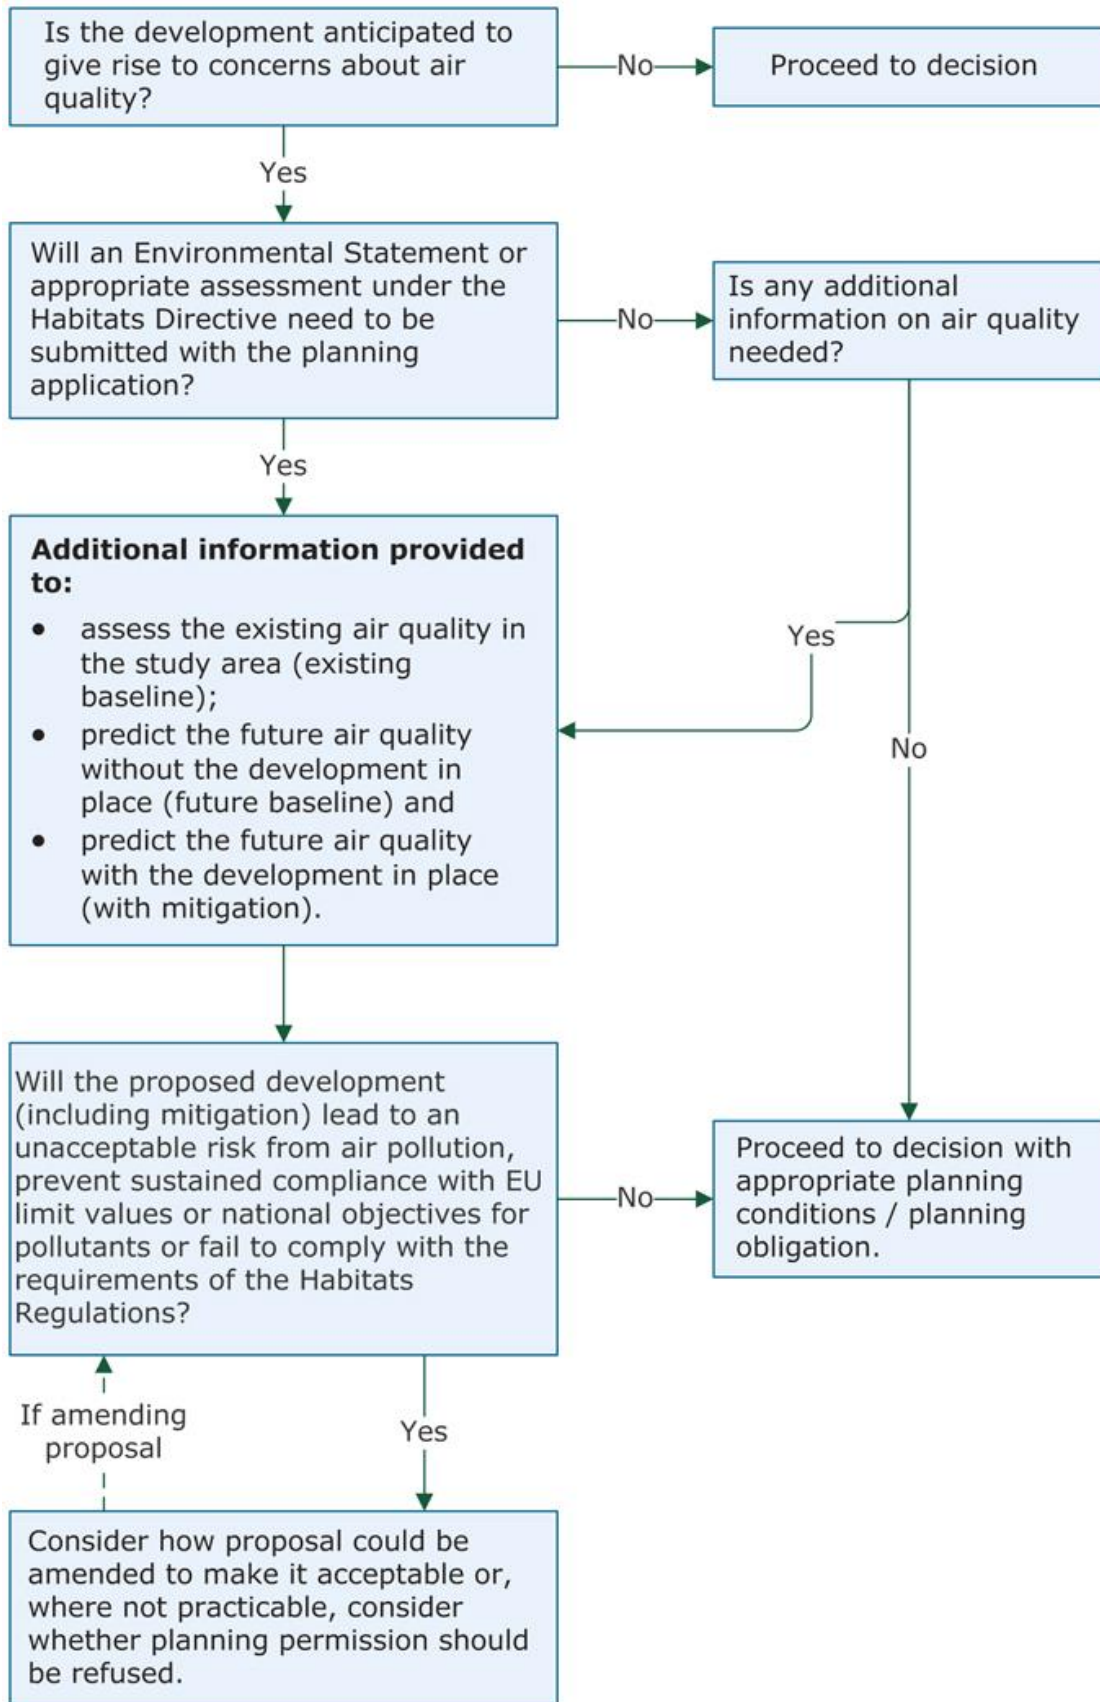 Is the development anticipated to
give rise to concerns about air
quality?
No
Proceed to decision
Yes
Will an Environmental Statement or
appropriate assessment under the
Habitats Directive need to be
submitted with the planning
application?
No
Is any additional
information on air quality
needed?
Yes
Additional information provided
to:
• assess the existing air quality in
the study area (existing
baseline);
• predict the future air quality
without the development in
place (future baseline) and
• predict the future air quality
with the development in place
(with mitigation).
Yes
No
Will the proposed development
(including mitigation) lead to an
unacceptable risk from air pollution,
prevent sustained compliance with EU
limit values or national objectives for
pollutants or fail to comply with the
requirements of the Habitats
Regulations?
No
Proceed to decision with
appropriate planning
conditions / planning
obligation.
If amending
proposal
Yes
Consider how proposal could be
amended to make it acceptable or,
where not practicable, consider
whether planning permission should
be refused.